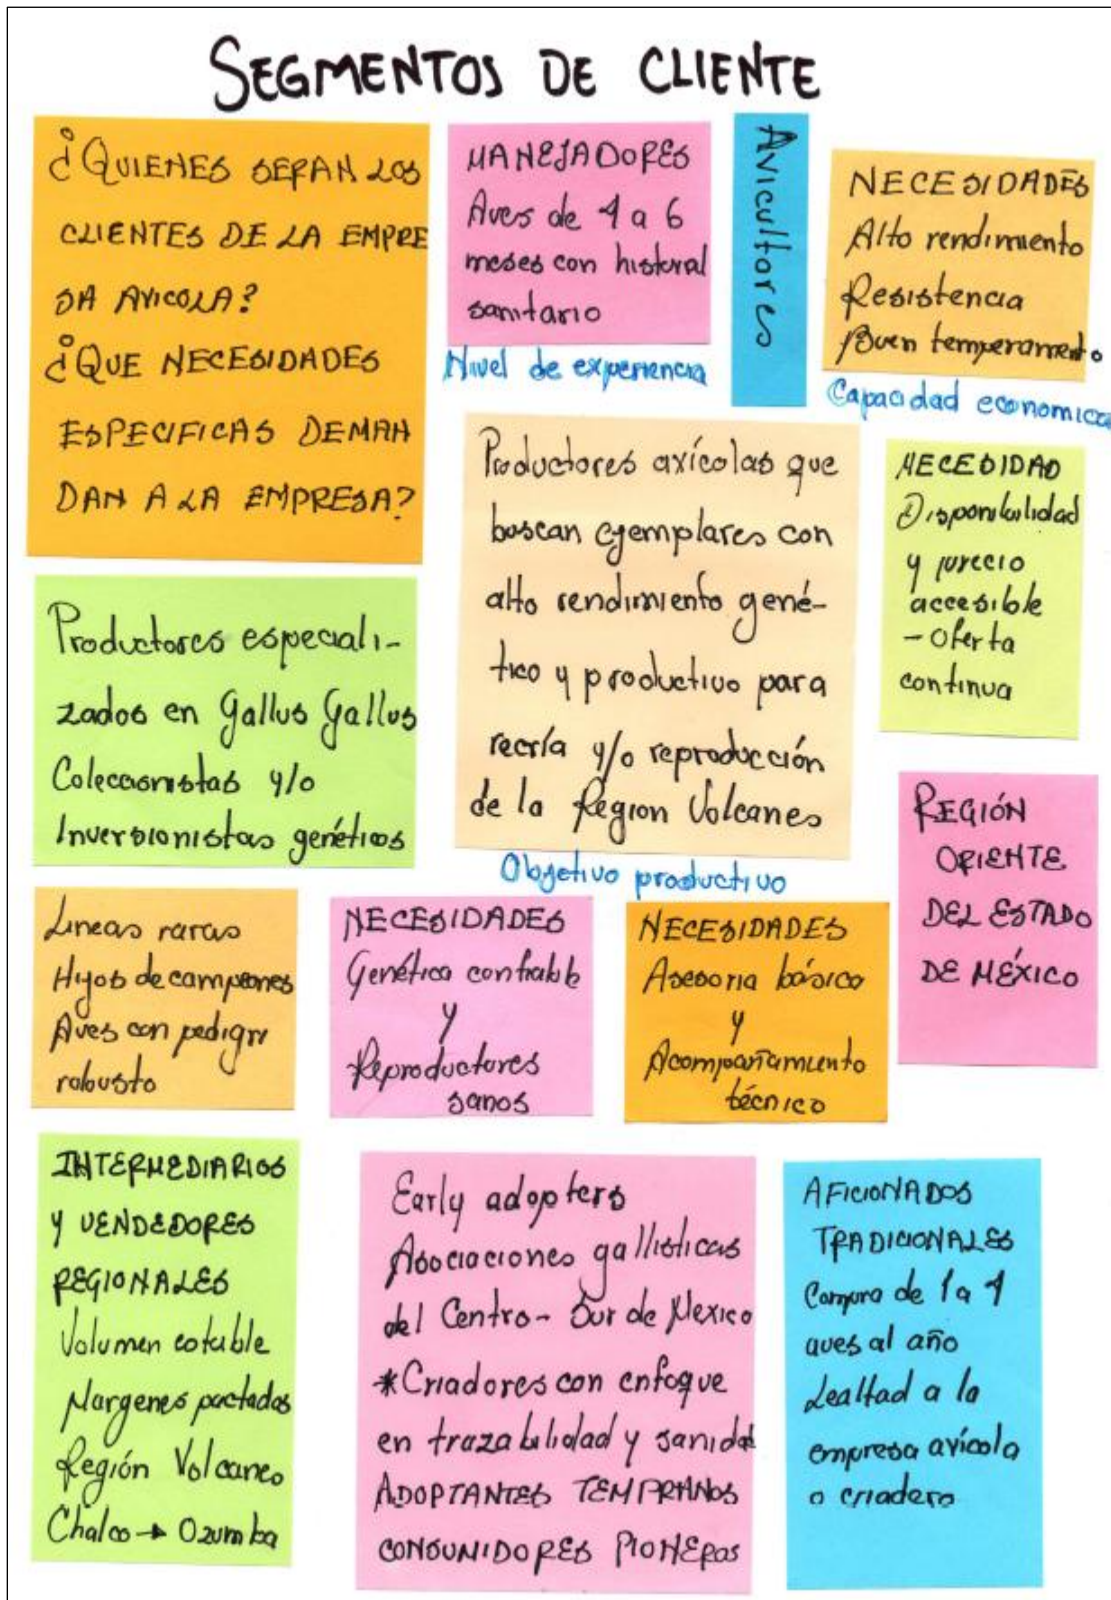 SEGMENTOS DE CLIENTE
¿QUIENES SERAN LOS
CLIENTES DE LA EMPRE
SA AVICOLA?
¿QUE NECESIDADES
ESPECIFICAS DEMAN
DAN A LA EMPRESA?
MANEJADORES
Aves de 4 a 6
meses con historal
sanitario
Nivel de experiencia
Avicultores
NECESIDADES
Alto rendimiento
Resistencia
Buen temperamento
Capacidad economica
Productores avícolas que
buscan ejemplares con
alto rendimiento gené-
tico y productivo para
recría y/o reproducción
de la Region Volcanes
Objetivo productivo
NECESIDAD
Disponibilidad
y precio
accesible
- Oferta
continua
Productores especiali-
zados en Gallus Gallus
Coleccionistas y/o
Inversionistas genéticos
REGIÓN
ORIENTE
DEL ESTADO
DE MÉXICO
Lineas raras
Hijos de campeones
Aves con pedigri
robusto
NECESIDADES
Genética confiable
y
Reproductores
sanos
NECESIDADES
Asesoria básica
y
Acompañamiento
técnico
INTERMEDIARIOS
Y VENDEDORES
REGIONALES
Volumen estable
Margenes pactados
Región Volcanes
Chalco → Ozumba
Early adopters
Asociaciones gallisticas
del Centro - Sur de Mexico
*Criadores con enfoque
en trazabilidad y sanidad
ADOPTANTES TEMPRANOS
CONSUMIDORES PIONEROS
AFICIONADOS
TRADICIONALES
Compra de 1 a 4
aves al año
Lealtad a la
empresa avícola
o criadero